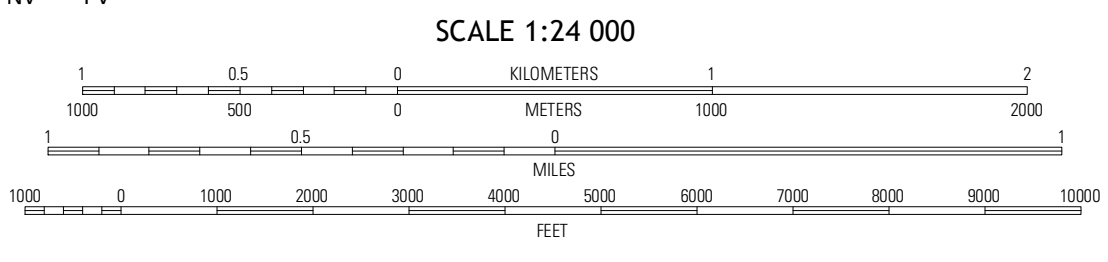 SCALE 1:24 000
1 0.5 0 KILOMETERS 1 2
1000 500 0 METERS 1000 2000
1 0.5 0 1
MILES
1000 0 1000 2000 3000 4000 5000 6000 7000 8000 9000 10000
FEET